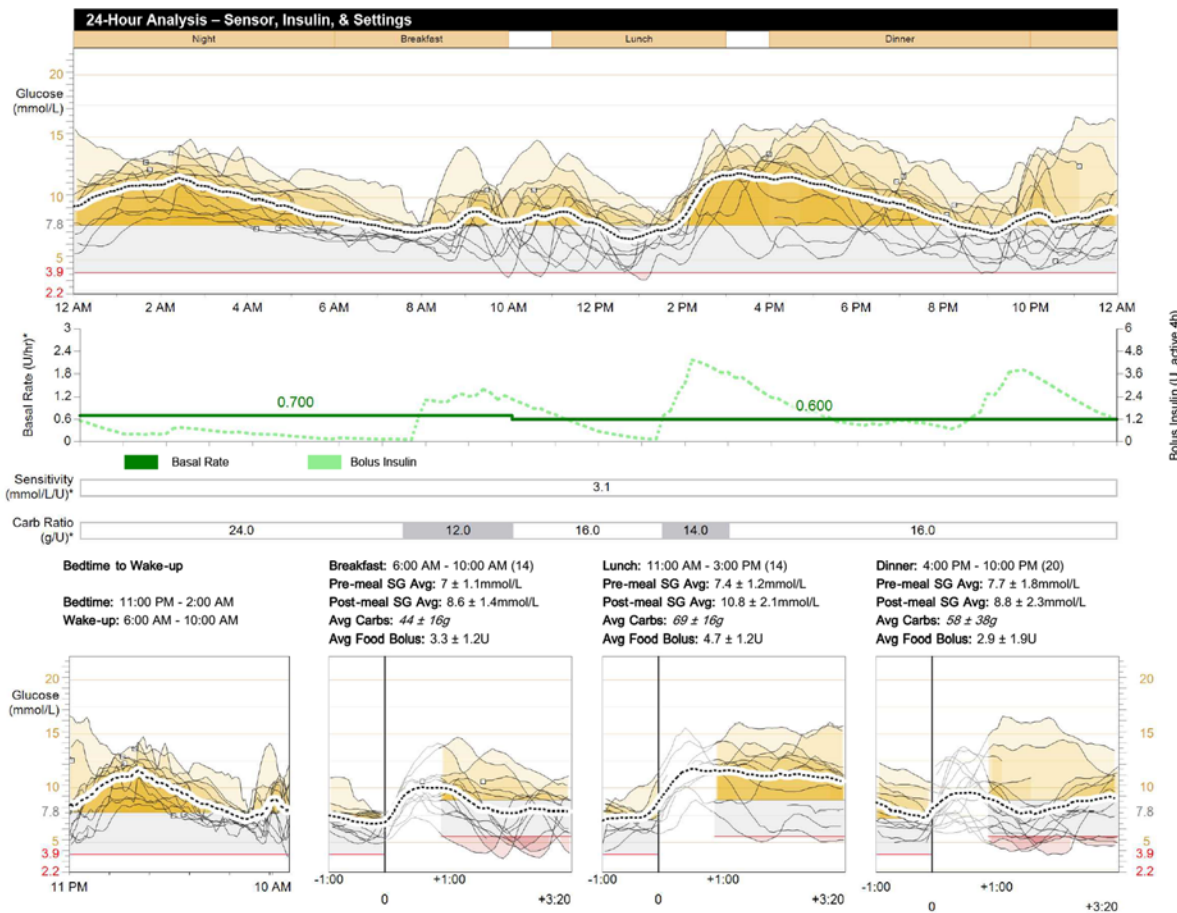 24-Hour Analysis – Sensor, Insulin, & Settings
Night Breakfast Lunch Dinner
Glucose
(mmol/L)
20
15
10
7.8
5
3.9
2.2
12 AM 2 AM 4 AM 6 AM 8 AM 10 AM 12 PM 2 PM 4 PM 6 PM 8 PM 10 PM 12 AM
Basal Rate (U/hr)*
3
2.4
1.8
1.2
0.6
0
0.700
0.600
6
4.8
3.6
2.4
1.2
0
Bolus Insulin (U, active 4h)
Basal Rate Bolus Insulin
Sensitivity
(mmol/L/U)*
3.1
Carb Ratio
(g/U)*
24.0 12.0 16.0 14.0 16.0
Bedtime to Wake-up
Bedtime: 11:00 PM - 2:00 AM
Wake-up: 6:00 AM - 10:00 AM
Breakfast: 6:00 AM - 10:00 AM (14)
Pre-meal SG Avg: 7 ± 1.1mmol/L
Post-meal SG Avg: 8.6 ± 1.4mmol/L
Avg Carbs: 44 ± 16g
Avg Food Bolus: 3.3 ± 1.2U
Lunch: 11:00 AM - 3:00 PM (14)
Pre-meal SG Avg: 7.4 ± 1.2mmol/L
Post-meal SG Avg: 10.8 ± 2.1mmol/L
Avg Carbs: 69 ± 16g
Avg Food Bolus: 4.7 ± 1.2U
Dinner: 4:00 PM - 10:00 PM (20)
Pre-meal SG Avg: 7.7 ± 1.8mmol/L
Post-meal SG Avg: 8.8 ± 2.3mmol/L
Avg Carbs: 58 ± 38g
Avg Food Bolus: 2.9 ± 1.9U
Glucose
(mmol/L)
20
15
10
7.8
5
3.9
2.2
11 PM 10 AM
-1:00 0 +1:00 +3:20
-1:00 0 +1:00 +3:20
-1:00 0 +1:00 +3:20
20
15
10
7.8
5
3.9
2.2